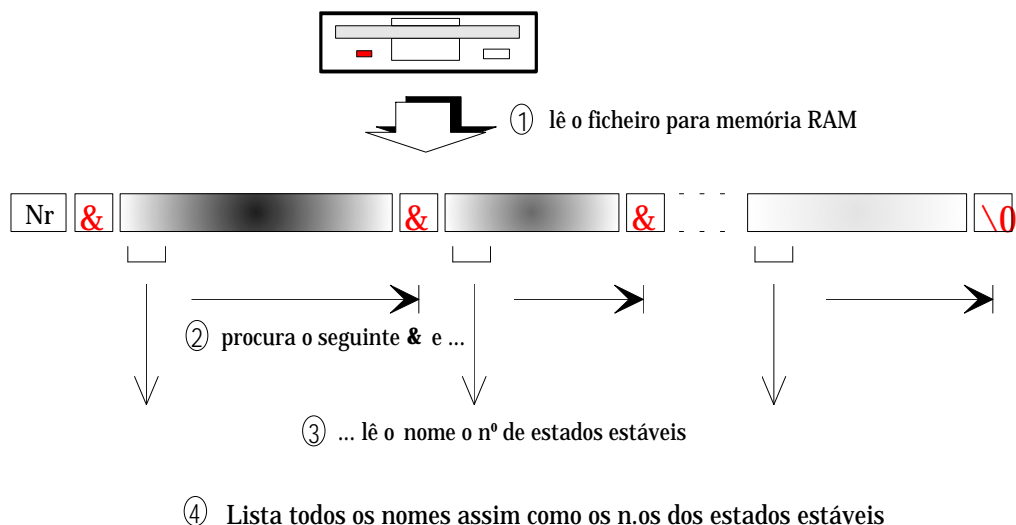 ① lê o ficheiro para memória RAM
Nr & & & \0
② procura o seguinte & e ...
③ ... lê o nome o nº de estados estáveis
④ Lista todos os nomes assim como os n.os dos estados estáveis